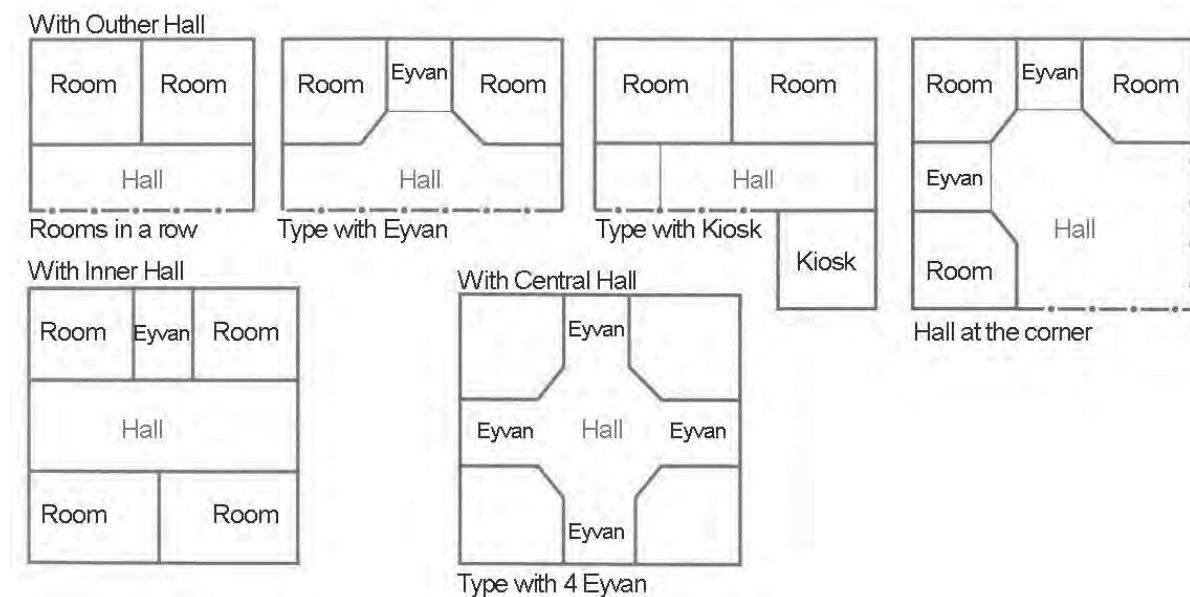 With Outher Hall
Room Room
Hall
Rooms in a row
Room Eyvan Room
Hall
Type with Eyvan
Room Room
Hall
Kiosk
Type with Kiosk
Room Eyvan Room
Eyvan
Hall
Room
Hall at the corner
With Inner Hall
Room Eyvan Room
Hall
Room Room
With Central Hall
Eyvan
Eyvan Hall Eyvan
Eyvan
Type with 4 Eyvan